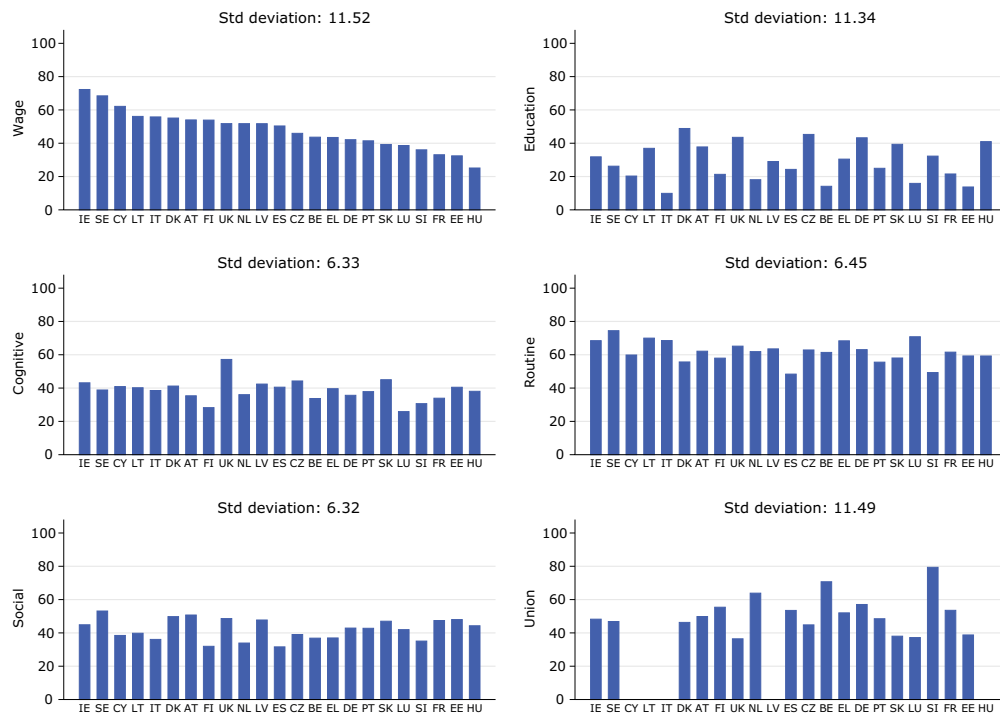 Std deviation: 11.52
Wage
100
80
60
40
20
0
IE SE CY LT IT DK AT FI UK NL LV ES CZ BE EL DE PT SK LU SI FR EE HU
Std deviation: 11.34
Education
100
80
60
40
20
0
IE SE CY LT IT DK AT FI UK NL LV ES CZ BE EL DE PT SK LU SI FR EE HU
Std deviation: 6.33
Cognitive
100
80
60
40
20
0
IE SE CY LT IT DK AT FI UK NL LV ES CZ BE EL DE PT SK LU SI FR EE HU
Std deviation: 6.45
Routine
100
80
60
40
20
0
IE SE CY LT IT DK AT FI UK NL LV ES CZ BE EL DE PT SK LU SI FR EE HU
Std deviation: 6.32
Social
100
80
60
40
20
0
IE SE CY LT IT DK AT FI UK NL LV ES CZ BE EL DE PT SK LU SI FR EE HU
Std deviation: 11.49
Union
100
80
60
40
20
0
IE SE CY LT IT DK AT FI UK NL LV ES CZ BE EL DE PT SK LU SI FR EE HU